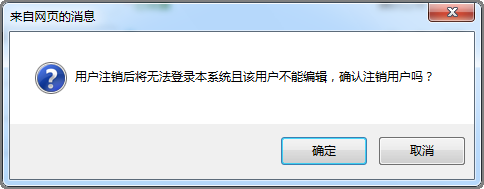 来自网页的消息
用户注销后将无法登录本系统且该用户不能编辑，确认注销用户吗？
确定
取消